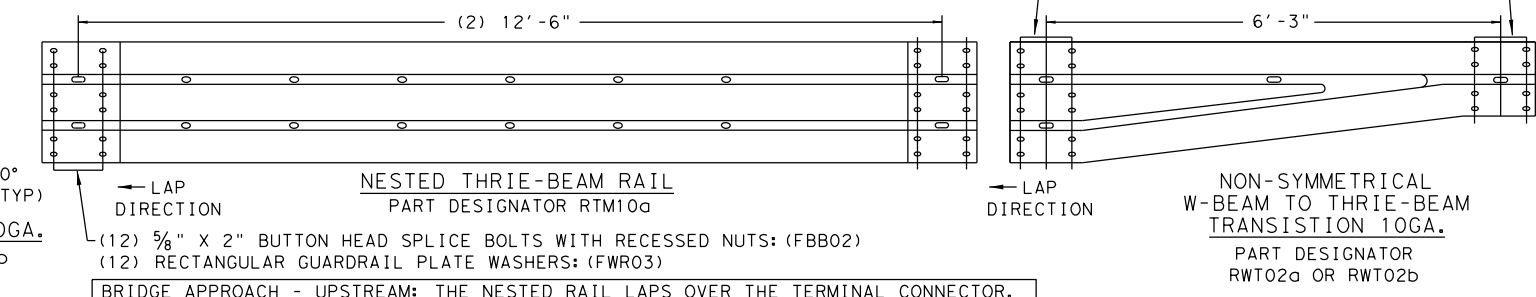 (2) 12'-6"
6'-3"
0°
TYP)
0GA.
LAP
DIRECTION
NESTED THRIE-BEAM RAIL
PART DESIGNATOR RTM10a
(12) ⅝" X 2" BUTTON HEAD SPLICE BOLTS WITH RECESSED NUTS: (FBB02)
(12) RECTANGULAR GUARDRAIL PLATE WASHERS: (FWR03)
BRIDGE APPROACH - UPSTREAM: THE NESTED RAIL LAPS OVER THE TERMINAL CONNECTOR.
LAP
DIRECTION
NON-SYMMETRICAL
W-BEAM TO THRIE-BEAM
TRANSISTION 10GA.
PART DESIGNATOR
RWT02a OR RWT02b